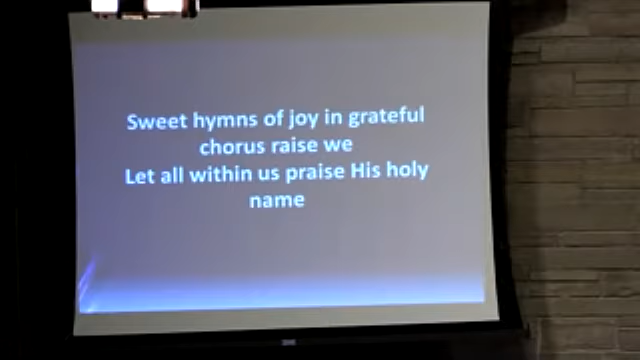 Sweet hymns of joy in grateful
chorus raise we
Let all within us praise His holy
name